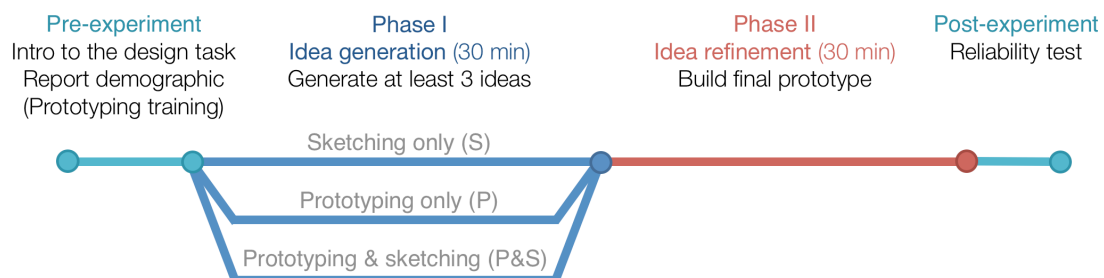 Pre-experiment
Intro to the design task
Report demographic
(Prototyping training)
Phase I
Idea generation (30 min)
Generate at least 3 ideas
Phase II
Idea refinement (30 min)
Build final prototype
Post-experiment
Reliability test
Sketching only (S)
Prototyping only (P)
Prototyping & sketching (P&S)